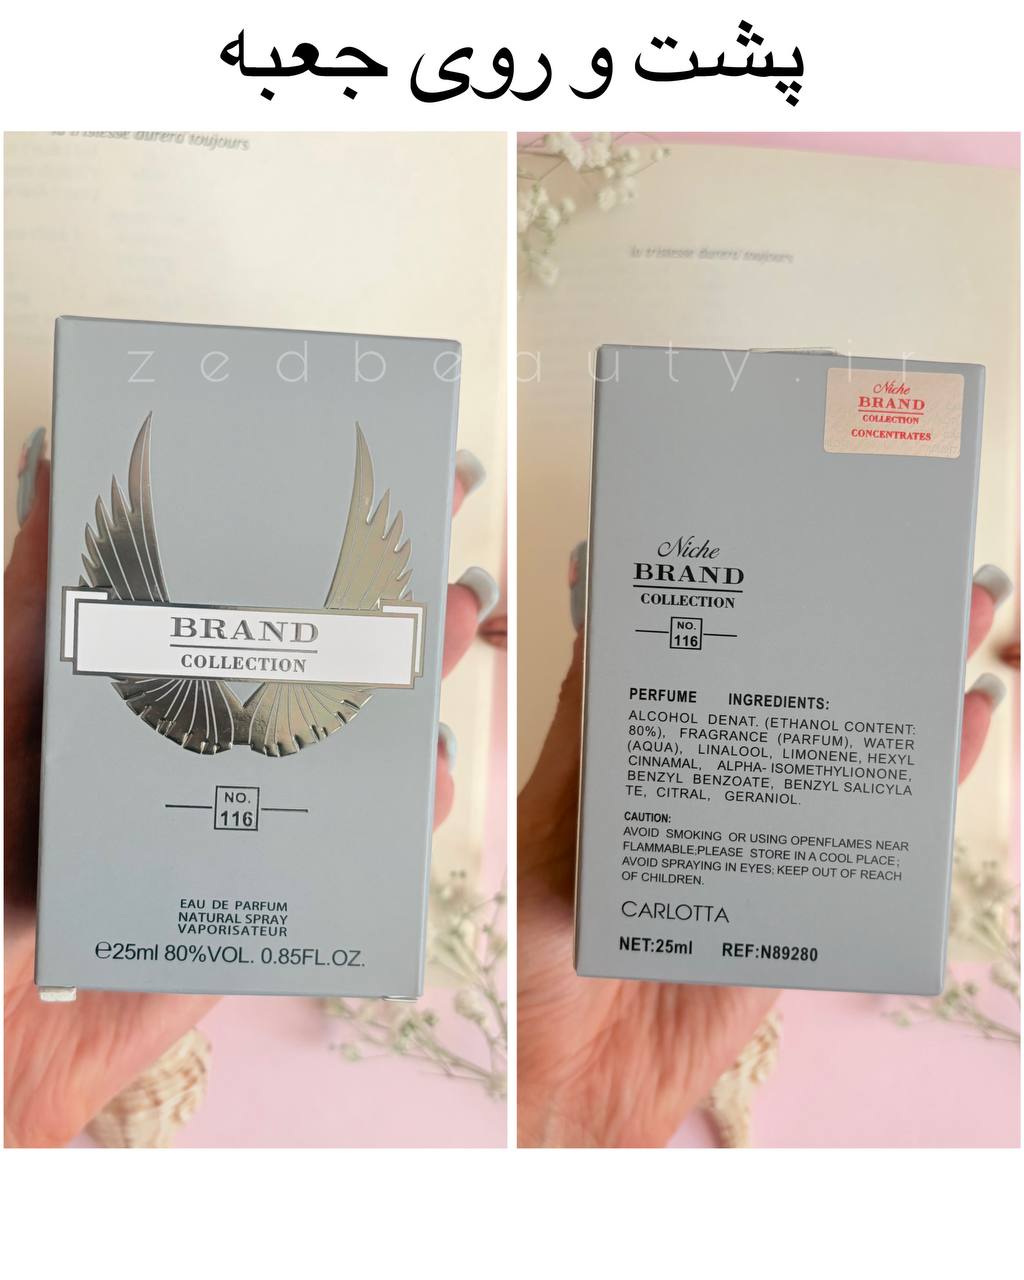 پشت و روی جعبه
la tristesse durera toujours
zedbeauty.ir
BRAND
COLLECTION
NO.
116
EAU DE PARFUM
NATURAL SPRAY
VAPORISATEUR
℮25ml 80%VOL. 0.85FL.OZ.
la tristesse durera toujours
Niche
BRAND
COLLECTION
CONCENTRATES
Niche
BRAND
COLLECTION
NO.
116
PERFUME INGREDIENTS:
ALCOHOL DENAT. (ETHANOL CONTENT:
80%), FRAGRANCE (PARFUM), WATER
(AQUA), LINALOOL, LIMONENE, HEXYL
CINNAMAL, ALPHA-ISOMETHYLIONONE,
BENZYL BENZOATE, BENZYL SALICYLA
TE, CITRAL, GERANIOL.
CAUTION:
AVOID SMOKING OR USING OPENFLAMES NEAR
FLAMMABLE;PLEASE STORE IN A COOL PLACE;
AVOID SPRAYING IN EYES; KEEP OUT OF REACH
OF CHILDREN.
CARLOTTA
NET:25ml REF:N89280